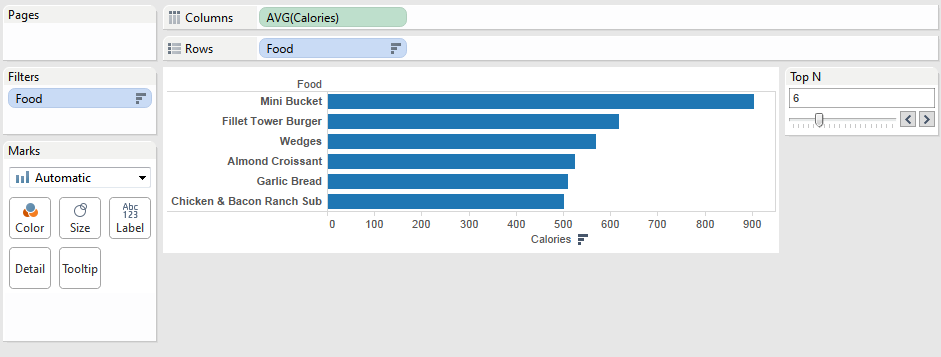 Pages
Columns AVG(Calories)
Rows Food
Filters
Food
Marks
Automatic
Color Size Abc 123 Label
Detail Tooltip
Food
Mini Bucket
Fillet Tower Burger
Wedges
Almond Croissant
Garlic Bread
Chicken & Bacon Ranch Sub
0 100 200 300 400 500 600 700 800 900
Calories
Top N
6